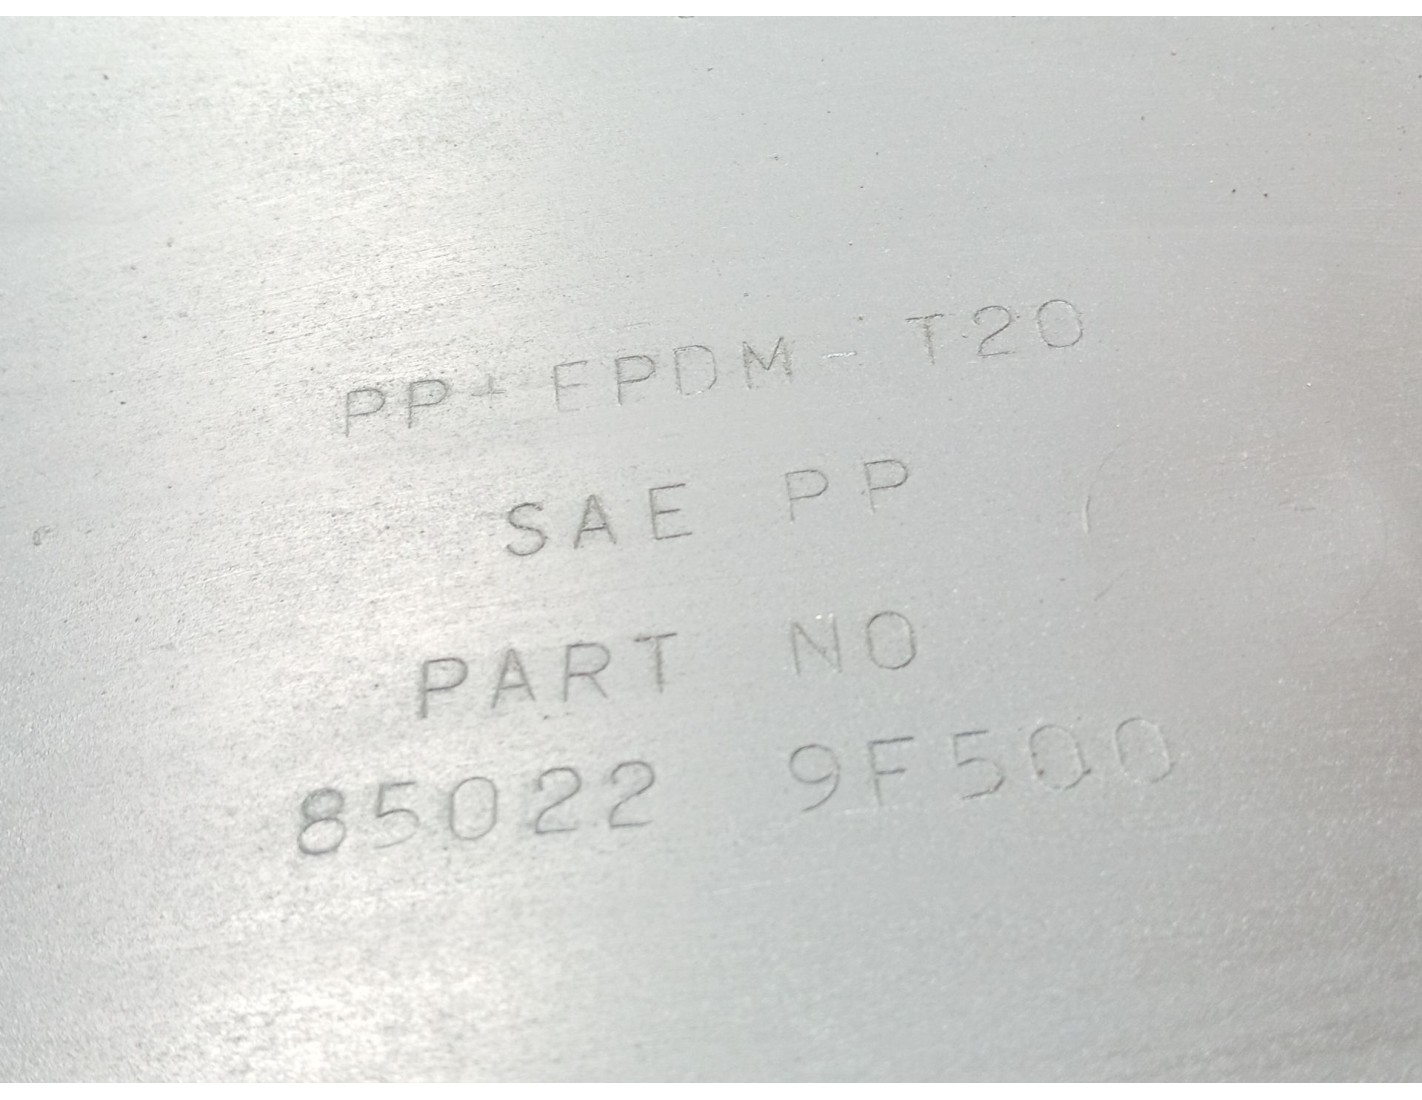 PP+EPDM-T20
SAE PP
PART NO
85022 9F500